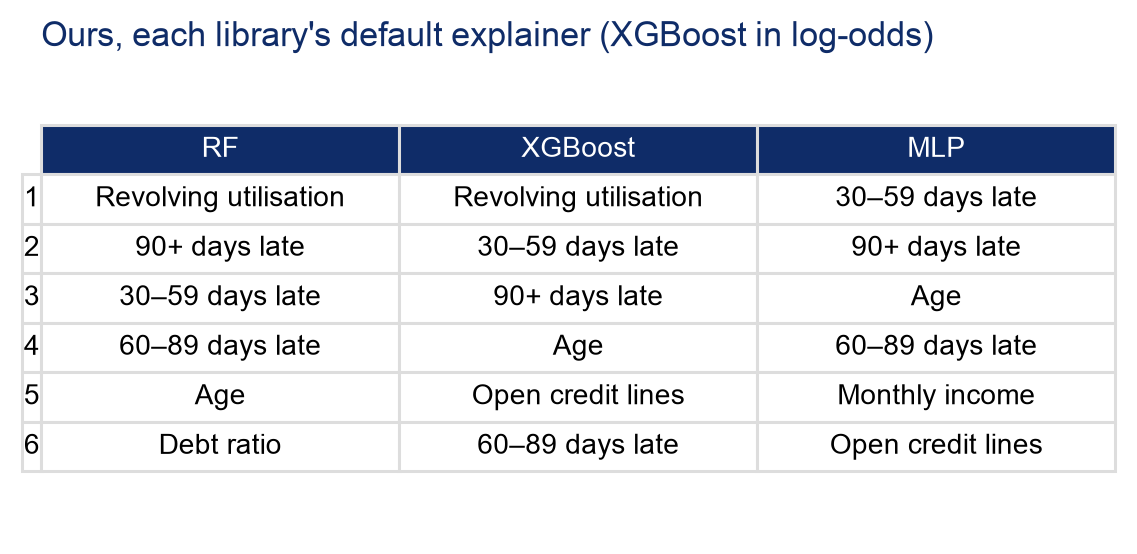 Ours, each library's default explainer (XGBoost in log-odds)
RF XGBoost MLP
1 Revolving utilisation Revolving utilisation 30–59 days late
2 90+ days late 30–59 days late 90+ days late
3 30–59 days late 90+ days late Age
4 60–89 days late Age 60–89 days late
5 Age Open credit lines Monthly income
6 Debt ratio 60–89 days late Open credit lines